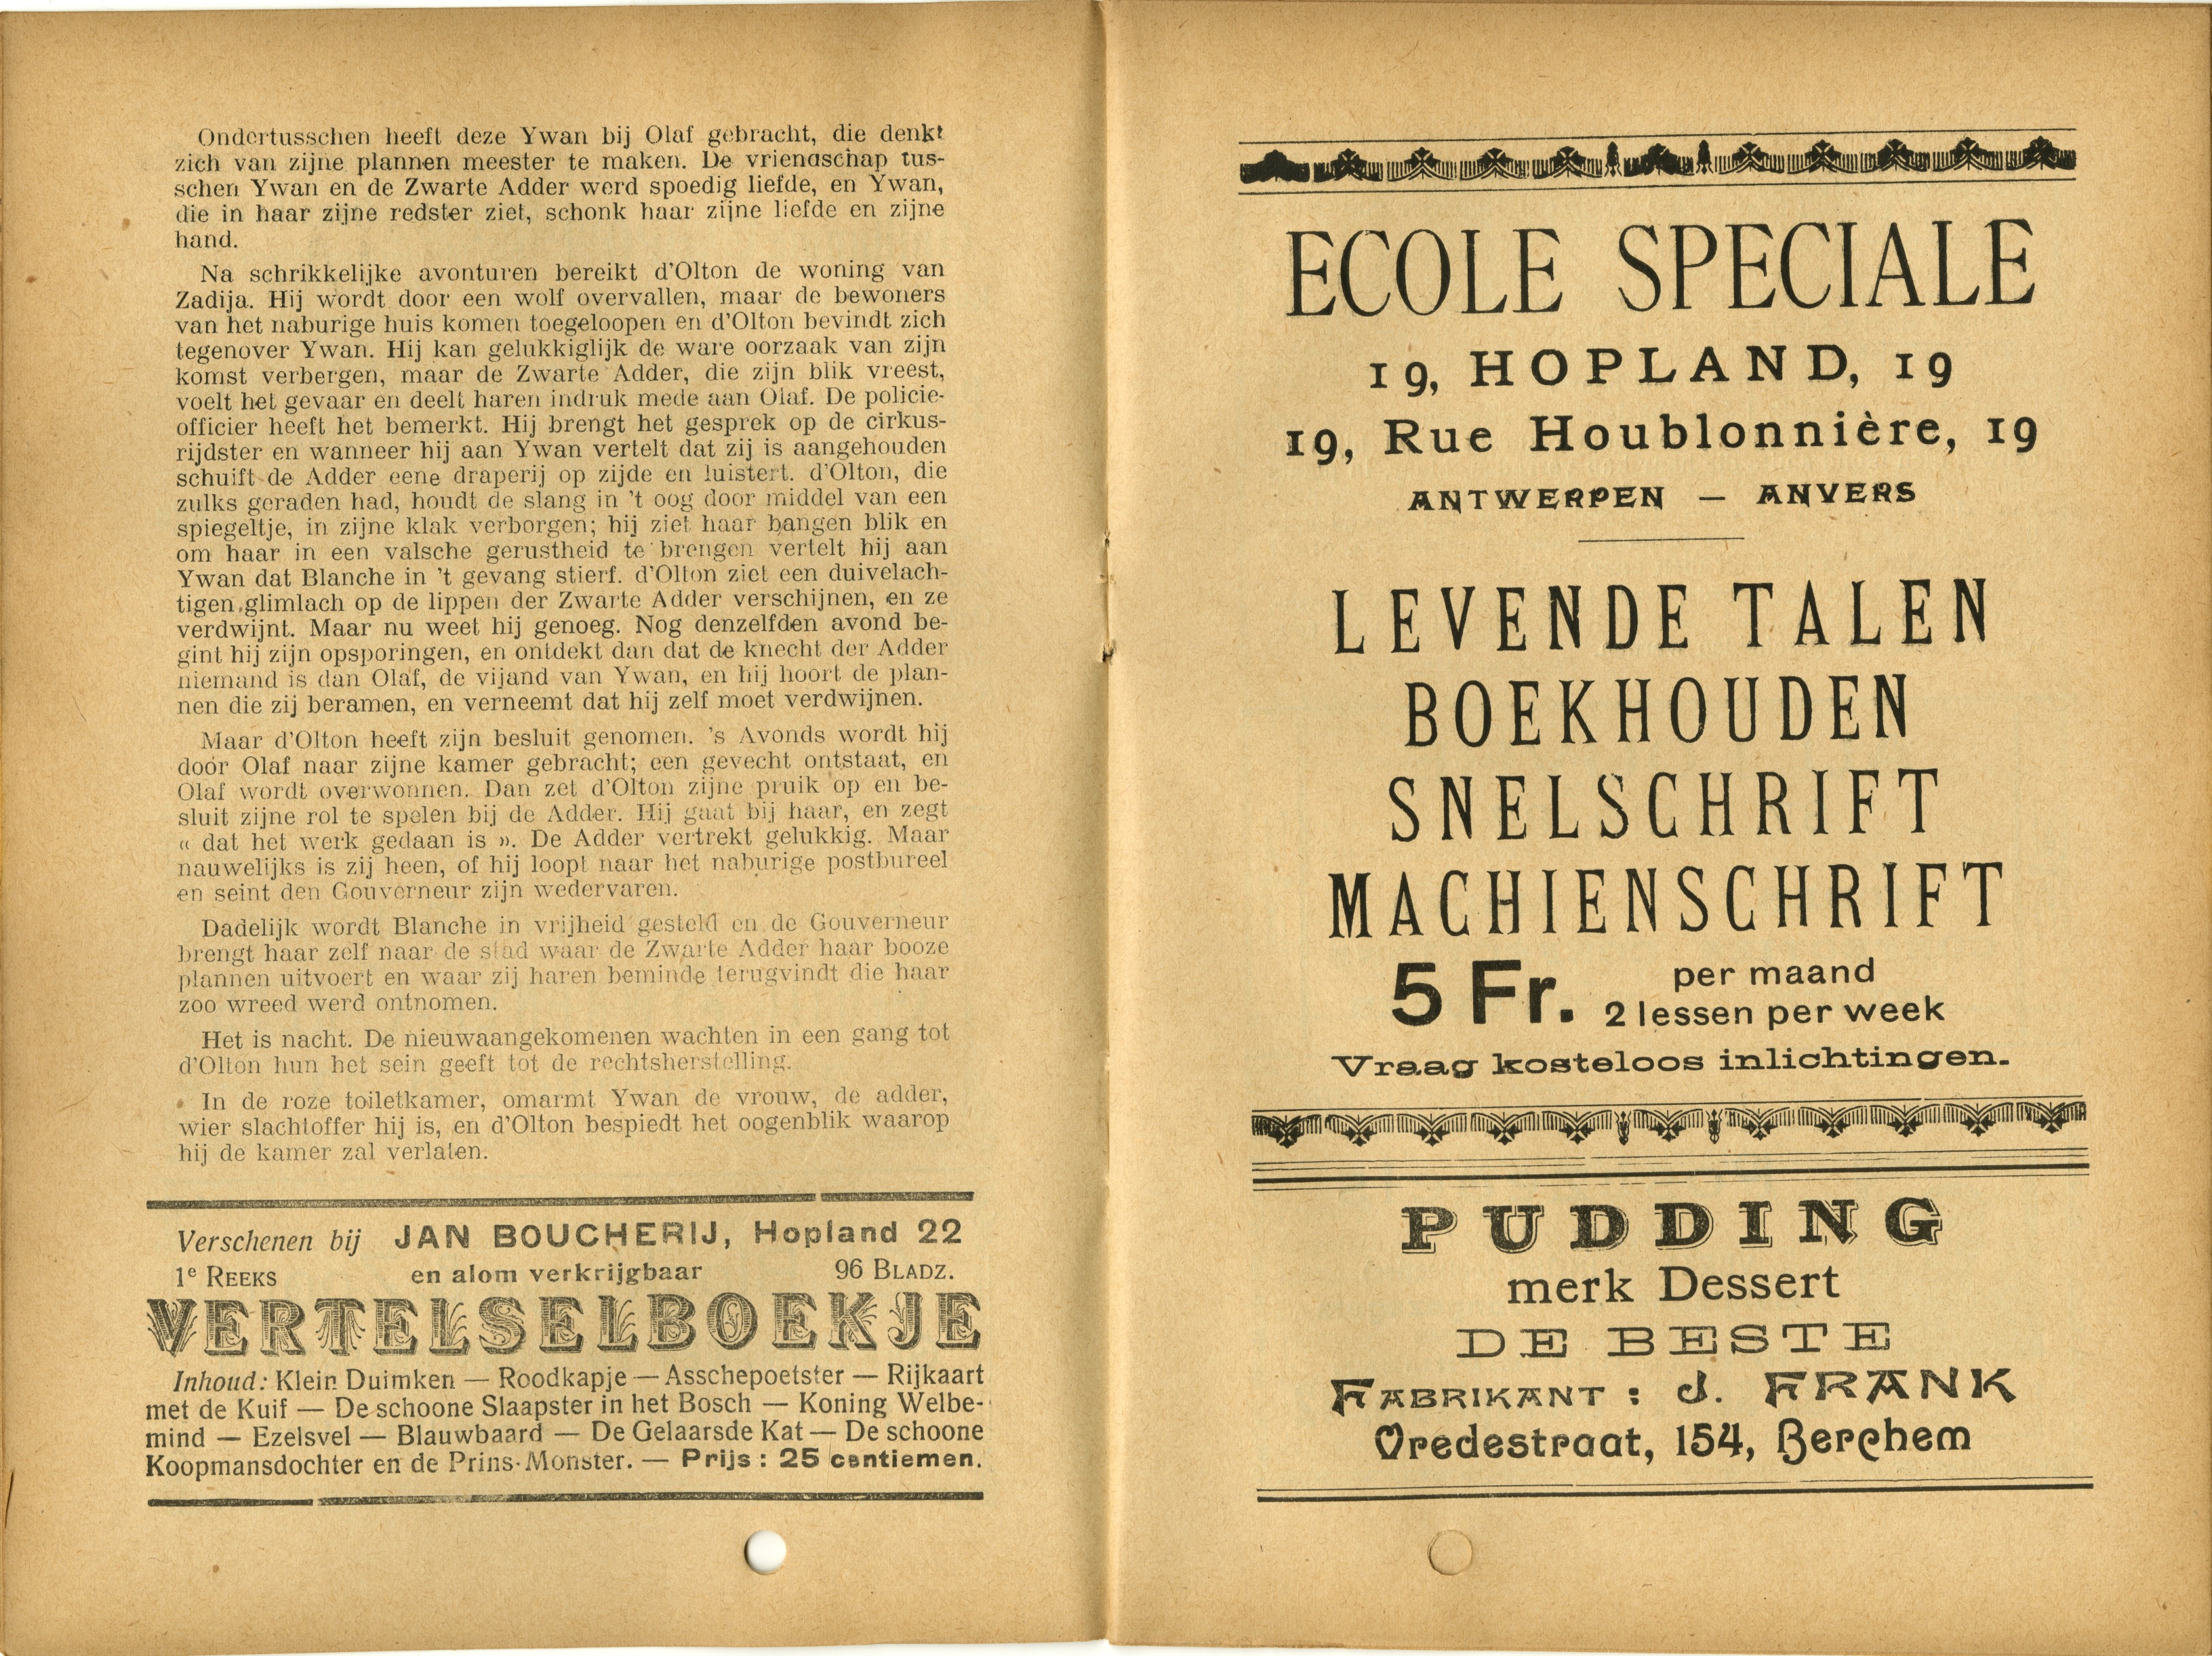 Ondertusschen heeft deze Ywan bij Olaf gebracht, die denkt
zich van zijne plannen meester te maken. De vriendschap tus-
schen Ywan en de Zwarte Adder werd spoedig liefde, en Ywan,
die in haar zijne redster ziet, schonk haar zijne liefde en zijne
hand.
Na schrikkelijke avonturen bereikt d'Olton de woning van
Zadija. Hij wordt door een wolf overvallen, maar de bewoners
van het naburige huis komen toegeloopen en d'Olton bevindt zich
tegenover Ywan. Hij kan gelukkiglijk de ware oorzaak van zijn
komst verbergen, maar de Zwarte Adder, die zijn blik vreest,
voelt het gevaar en deelt haren indruk mede aan Olaf. De policie-
officier heeft het bemerkt. Hij brengt het gesprek op de cirkus-
rijdster en wanneer hij aan Ywan vertelt dat zij is aangehouden
schuift de Adder eene draperij op zijde en luistert. d'Olton, die
zulks geraden had, houdt de slang in 't oog door middel van een
spiegeltje, in zijne klak verborgen; hij ziet haar bangen blik en
om haar in een valsche gerustheid te brengen vertelt hij aan
Ywan dat Blanche in 't gevang stierf. d'Olton ziet een duivelach-
tigen glimlach op de lippen der Zwarte Adder verschijnen, en ze
verdwijnt. Maar nu weet hij genoeg. Nog denzelfden avond be-
gint hij zijn opsporingen, en ontdekt dan dat de knecht der Adder
niemand is dan Olaf, de vijand van Ywan, en hij hoort de plan-
nen die zij beramen, en verneemt dat hij zelf moet verdwijnen.
Maar d'Olton heeft zijn besluit genomen. 's Avonds wordt hij
doór Olaf naar zijne kamer gebracht; een gevecht ontstaat, en
Olaf wordt overwonnen. Dan zet d'Olton zijne pruik op en be-
sluit zijne rol te spelen bij de Adder. Hij gaat bij haar, en zegt
« dat het werk gedaan is ». De Adder vertrekt gelukkig. Maar
nauwelijks is zij heen, of hij loopt naar het naburige postbureel
en seint den Gouverneur zijn wedervaren.
Dadelijk wordt Blanche in vrijheid gesteld en de Gouverneur
brengt haar zelf naar de stad waar de Zwarte Adder haar booze
plannen uitvoert en waar zij haren beminde terugvindt die haar
zoo wreed werd ontnomen.
Het is nacht. De nieuwaangekomenen wachten in een gang tot
d'Olton hun het sein geeft tot de rechtsherstelling.
In de roze toiletkamer, omarmt Ywan de vrouw, de adder,
wier slachtoffer hij is, en d'Olton bespiedt het oogenblik waarop
hij de kamer zal verlaten.
Verschenen bij JAN BOUCHERIJ, Hopland 22
1e REEKS en alom verkrijgbaar 96 BLADZ.
VERTELSELBOEKJE
Inhoud: Klein Duimken — Roodkapje — Asschepoetster — Rijkaart
met de Kuif — De schoone Slaapster in het Bosch — Koning Welbe-
mind — Ezelsvel — Blauwbaard — De Gelaarsde Kat — De schoone
Koopmansdochter en de Prins-Monster. — Prijs : 25 centiemen.
ECOLE SPECIALE
19, HOPLAND, 19
19, Rue Houblonnière, 19
ANTWERPEN — ANVERS
LEVENDE TALEN
BOEKHOUDEN
SNELSCHRIFT
MACHIENSCHRIFT
5 Fr. per maand
2 lessen per week
Vraag kosteloos inlichtingen.
PUDDING
merk Dessert
DE BESTE
FABRIKANT : J. FRANK
Vredestraat, 154, Berchem